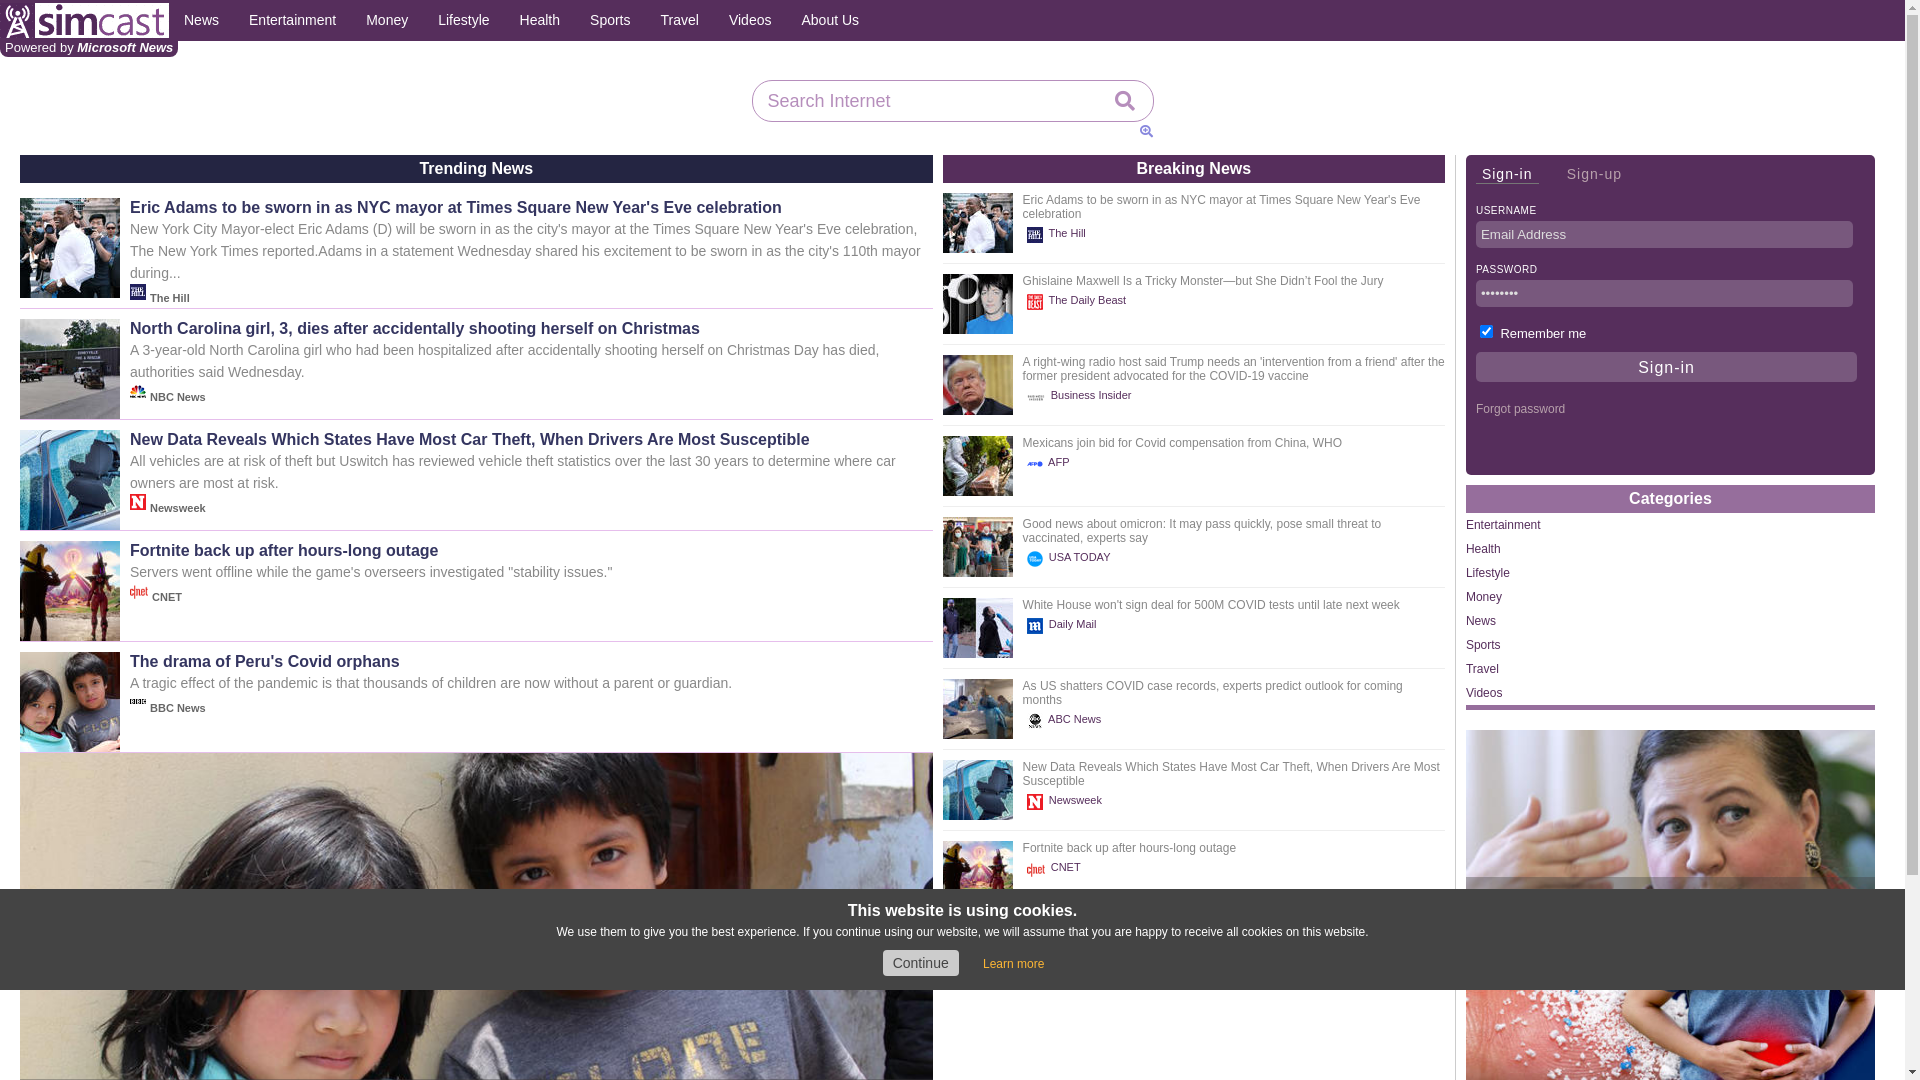 simcast News Entertainment Money Lifestyle Health Sports Travel Videos About Us
Powered by Microsoft News
Search Internet
Trending News
Eric Adams to be sworn in as NYC mayor at Times Square New Year's Eve celebration
New York City Mayor-elect Eric Adams (D) will be sworn in as the city's mayor at the Times Square New Year's Eve celebration,
The New York Times reported.Adams in a statement Wednesday shared his excitement to be sworn in as the city's 110th mayor
during...
The Hill
North Carolina girl, 3, dies after accidentally shooting herself on Christmas
A 3-year-old North Carolina girl who had been hospitalized after accidentally shooting herself on Christmas Day has died,
authorities said Wednesday.
NBC News
New Data Reveals Which States Have Most Car Theft, When Drivers Are Most Susceptible
All vehicles are at risk of theft but Uswitch has reviewed vehicle theft statistics over the last 30 years to determine where car
owners are most at risk.
Newsweek
Fortnite back up after hours-long outage
Servers went offline while the game's overseers investigated "stability issues."
CNET
The drama of Peru's Covid orphans
A tragic effect of the pandemic is that thousands of children are now without a parent or guardian.
BBC News
Breaking News
Eric Adams to be sworn in as NYC mayor at Times Square New Year's Eve
celebration
The Hill
Ghislaine Maxwell Is a Tricky Monster—but She Didn’t Fool the Jury
The Daily Beast
A right-wing radio host said Trump needs an 'intervention from a friend' after the
former president advocated for the COVID-19 vaccine
Business Insider
Mexicans join bid for Covid compensation from China, WHO
AFP
Good news about omicron: It may pass quickly, pose small threat to
vaccinated, experts say
USA TODAY
White House won't sign deal for 500M COVID tests until late next week
Daily Mail
As US shatters COVID case records, experts predict outlook for coming
months
ABC News
New Data Reveals Which States Have Most Car Theft, When Drivers Are Most
Susceptible
Newsweek
Fortnite back up after hours-long outage
CNET
Sign-in Sign-up
USERNAME
Email Address
PASSWORD
••••••••
Remember me
Sign-in
Forgot password
Categories
Entertainment
Health
Lifestyle
Money
News
Sports
Travel
Videos
This website is using cookies.
We use them to give you the best experience. If you continue using our website, we will assume that you are happy to receive all cookies on this website.
Continue Learn more